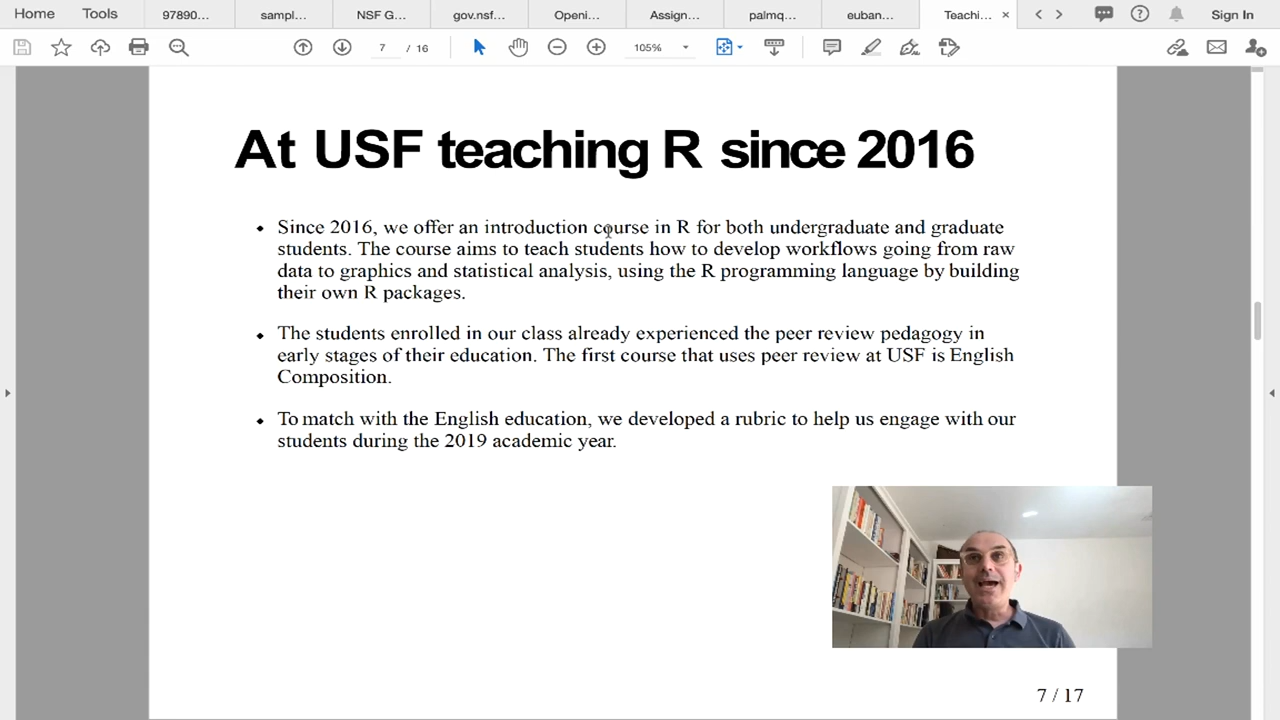 Home Tools 97890... sampl... NSF G... gov.nsf... Openi... Assign... palmq... euban... Teachi... × Sign In
7 / 16 105%
At USF teaching R since 2016
Since 2016, we offer an introduction course in R for both undergraduate and graduate
students. The course aims to teach students how to develop workflows going from raw
data to graphics and statistical analysis, using the R programming language by building
their own R packages.
The students enrolled in our class already experienced the peer review pedagogy in
early stages of their education. The first course that uses peer review at USF is English
Composition.
To match with the English education, we developed a rubric to help us engage with our
students during the 2019 academic year.
7 / 17